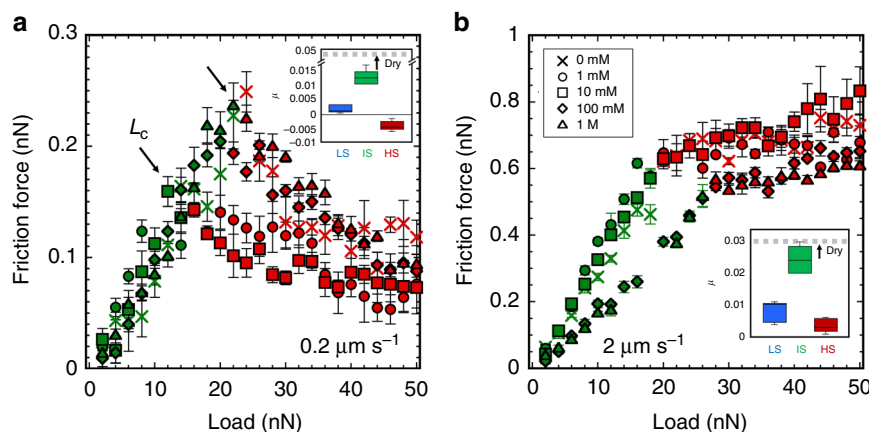 a
Friction force (nN)
0.3
0.2
0.1
0
0 10 20 30 40 50
Load (nN)
L c
0.2 μm s–1
μ
0.05
0.015
0.010
0.005
0
–0.005
–0.010
Dry
LS IS HS
b
Friction force (nN)
1
0.8
0.6
0.4
0.2
0
0 10 20 30 40 50
Load (nN)
0 mM
1 mM
10 mM
100 mM
1 M
2 μm s–1
μ
0.03
0.02
0.01
0
Dry
LS IS HS